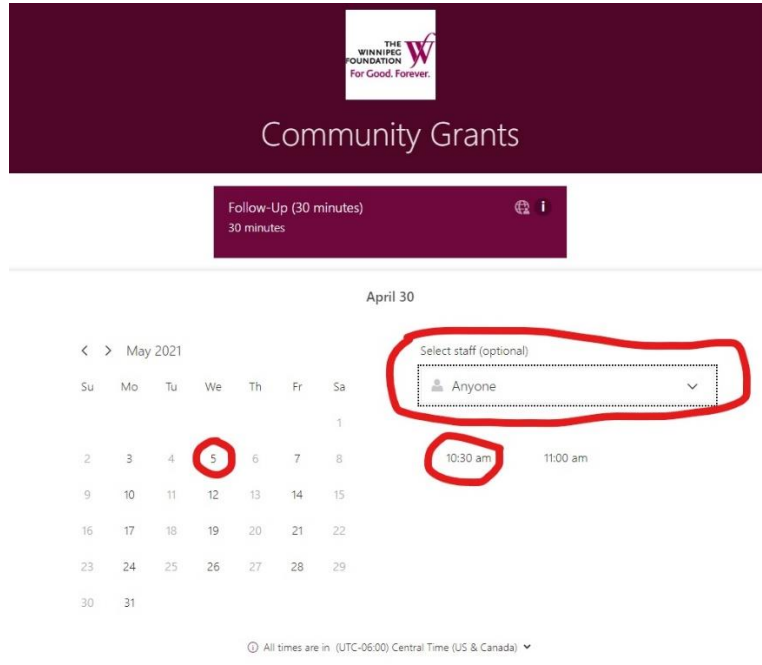 THE
WINNIPEG
FOUNDATION
For Good. Forever.
Community Grants
Follow-Up (30 minutes)
30 minutes
April 30
May 2021
Su Mo Tu We Th Fr Sa
1
2 3 4 5 6 7 8
9 10 11 12 13 14 15
16 17 18 19 20 21 22
23 24 25 26 27 28 29
30 31
Select staff (optional)
Anyone
10:30 am 11:00 am
All times are in (UTC-06:00) Central Time (US & Canada)